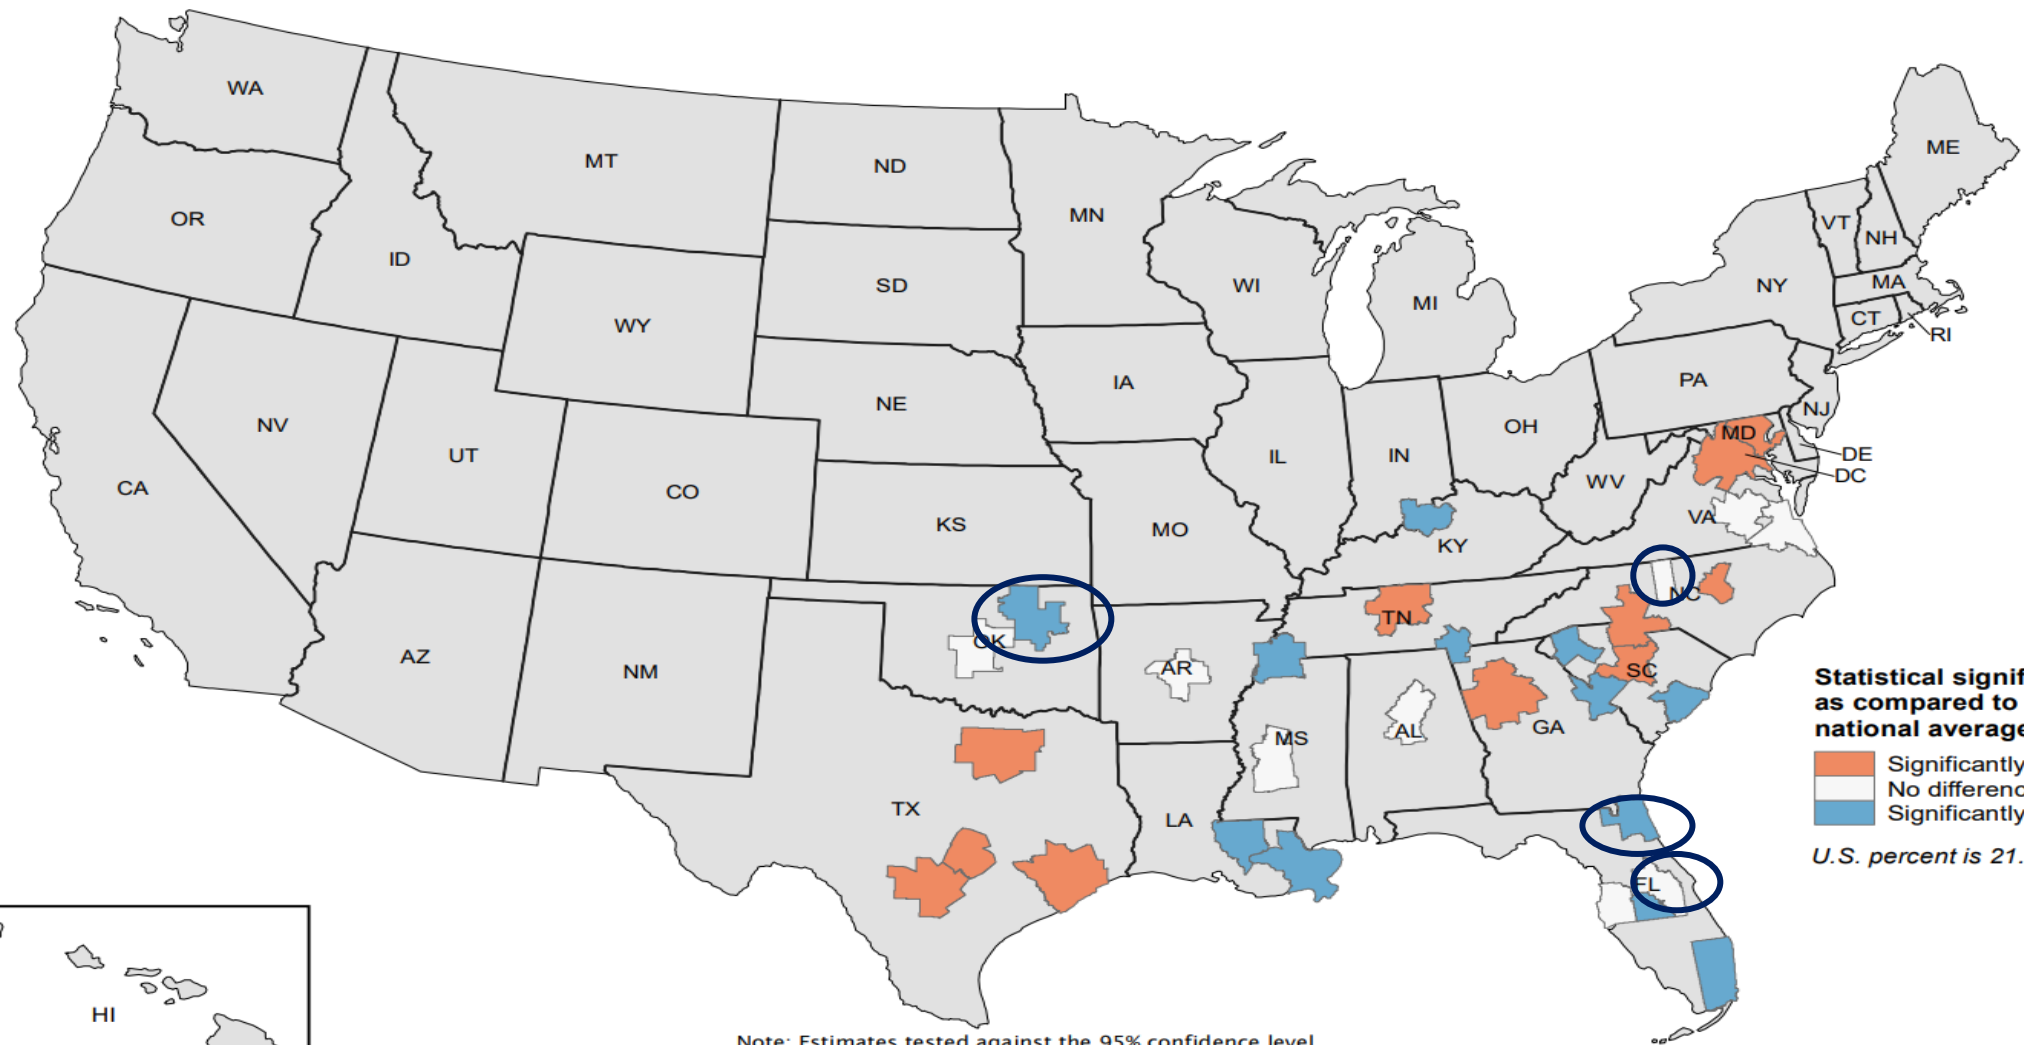 WA
MT
ND
MN
ME
OR
ID
SD
WI
MI
NY
VT
NH
MA
CT
RI
WY
IA
NE
PA
NJ
NV
UT
CO
IL
IN
OH
MD
DE
DC
CA
KS
MO
WV
VA
KY
AZ
NM
OK
AR
TN
NC
SC
MS
AL
GA
TX
LA
FL
HI
Statistical signif
as compared to
national average
Significantly
No differenc
Significantly
U.S. percent is 21.
Note: Estimates tested against the 95% confidence level